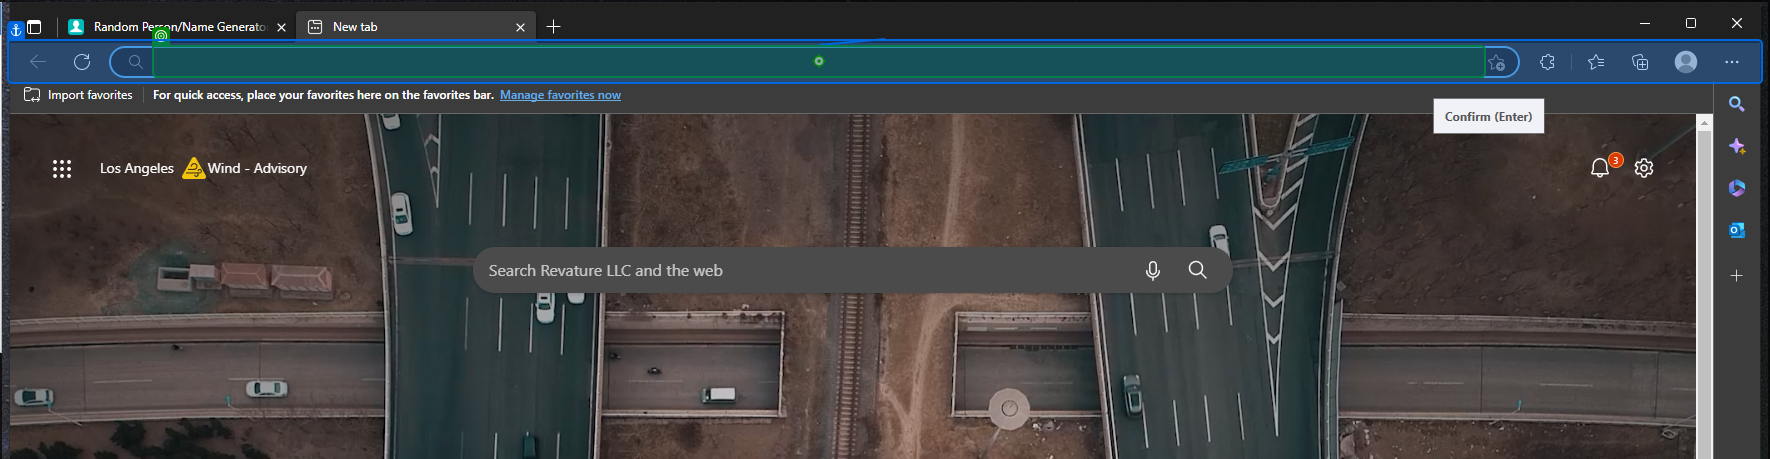 Random Person/Name Generato
New tab
Import favorites
For quick access, place your favorites here on the favorites bar. Manage favorites now
Confirm (Enter)
Los Angeles
Wind - Advisory
3
Search Revature LLC and the web